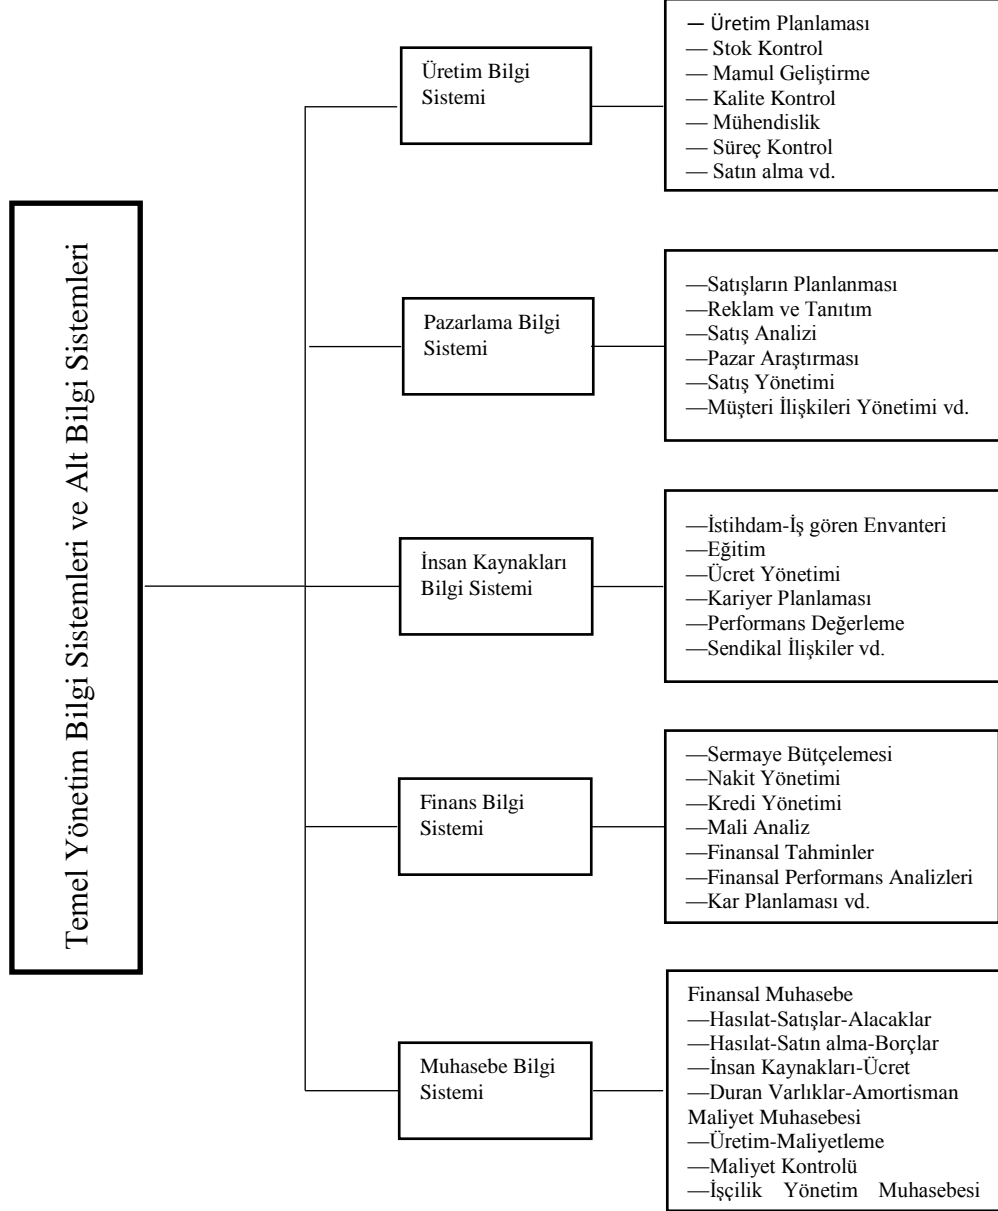 Temel Yönetim Bilgi Sistemleri ve Alt Bilgi Sistemleri
Üretim Bilgi
Sistemi
— Üretim Planlaması
— Stok Kontrol
— Mamul Geliştirme
— Kalite Kontrol
— Mühendislik
— Süreç Kontrol
— Satın alma vd.
Pazarlama Bilgi
Sistemi
—Satışların Planlanması
—Reklam ve Tanıtım
—Satış Analizi
—Pazar Araştırması
—Satış Yönetimi
—Müşteri İlişkileri Yönetimi vd.
İnsan Kaynakları
Bilgi Sistemi
—İstihdam-İş gören Envanteri
—Eğitim
—Ücret Yönetimi
—Kariyer Planlaması
—Performans Değerleme
—Sendikal İlişkiler vd.
Finans Bilgi
Sistemi
—Sermaye Bütçelemesi
—Nakit Yönetimi
—Kredi Yönetimi
—Mali Analiz
—Finansal Tahminler
—Finansal Performans Analizleri
—Kar Planlaması vd.
Muhasebe Bilgi
Sistemi
Finansal Muhasebe
—Hasılat-Satışlar-Alacaklar
—Hasılat-Satın alma-Borçlar
—İnsan Kaynakları-Ücret
—Duran Varlıklar-Amortisman
Maliyet Muhasebesi
—Üretim-Maliyetleme
—Maliyet Kontrolü
—İşçilik Yönetim Muhasebesi